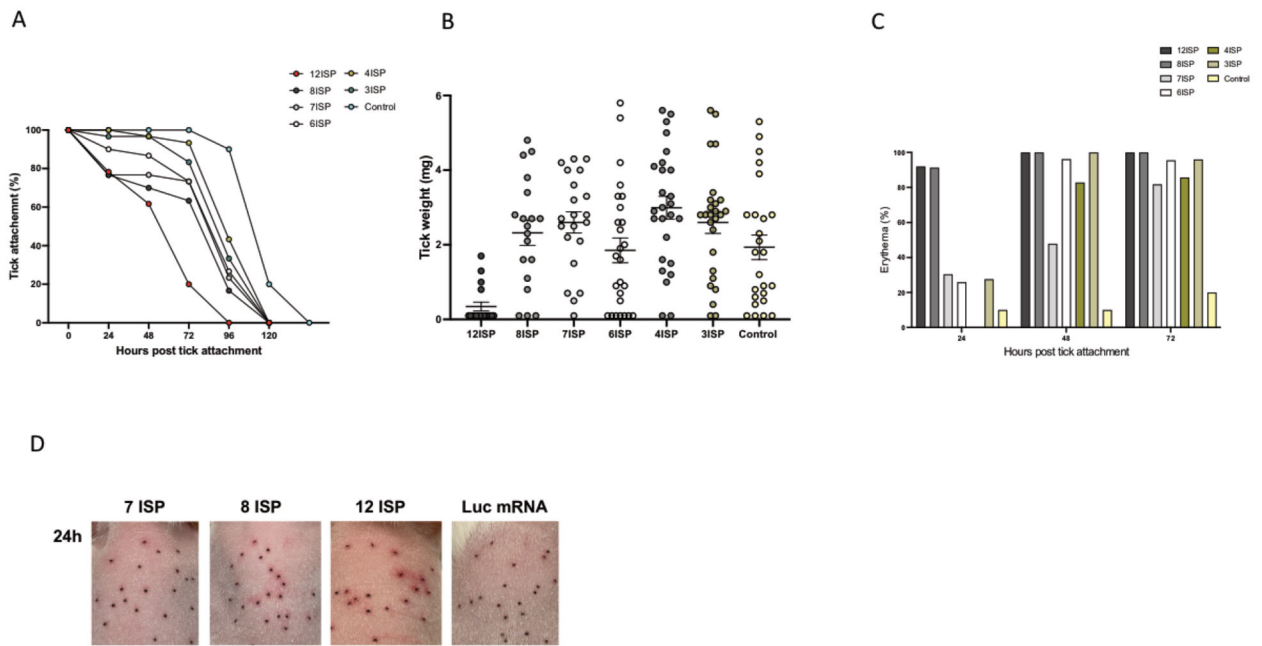 A
12ISP
8ISP
7ISP
6ISP
4ISP
3ISP
Control
Tick attachemnt (%)
100
80
60
40
20
0
0 24 48 72 96 120
Hours post tick attachment
B
Tick weight (mg)
6
4
2
0
12ISP 8ISP 7ISP 6ISP 4ISP 3ISP Control
C
12ISP
8ISP
7ISP
6ISP
4ISP
3ISP
Control
Erythema (%)
100
80
60
40
20
0
24 48 72
Hours post tick attachment
D
7 ISP 8 ISP 12 ISP Luc mRNA
24h